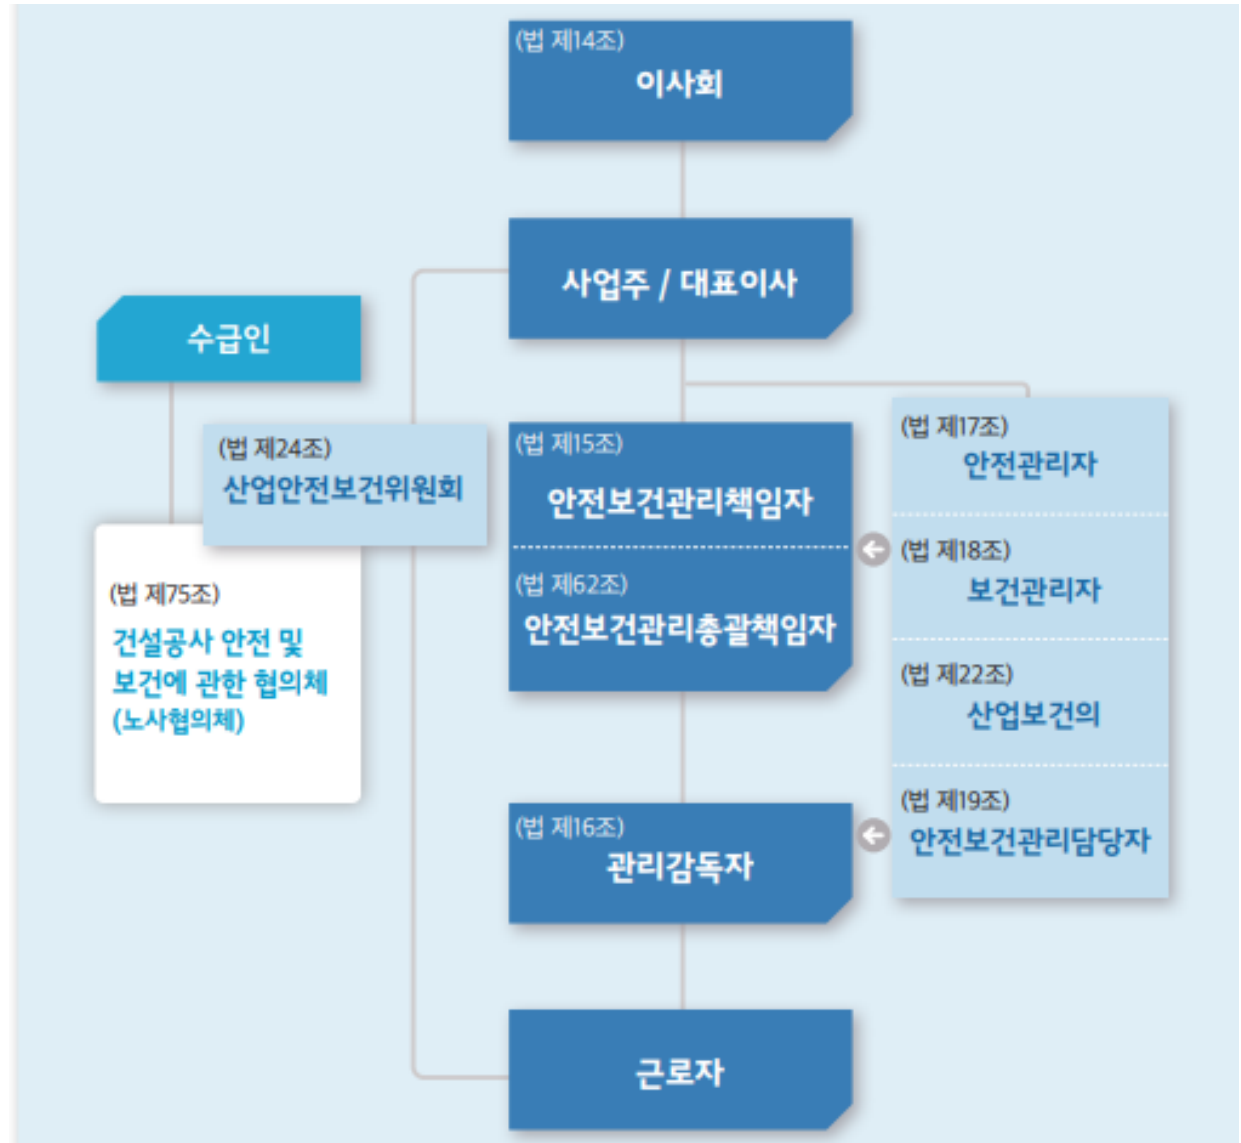 (법 제14조)
이사회
사업주 / 대표이사
수급인
(법 제24조)
산업안전보건위원회
(법 제75조)
건설공사 안전 및
보건에 관한 협의체
(노사협의체)
(법 제15조)
안전보건관리책임자
(법 제62조)
안전보건관리총괄책임자
(법 제17조)
안전관리자
(법 제18조)
보건관리자
(법 제22조)
산업보건의
(법 제19조)
안전보건관리담당자
(법 제16조)
관리감독자
근로자